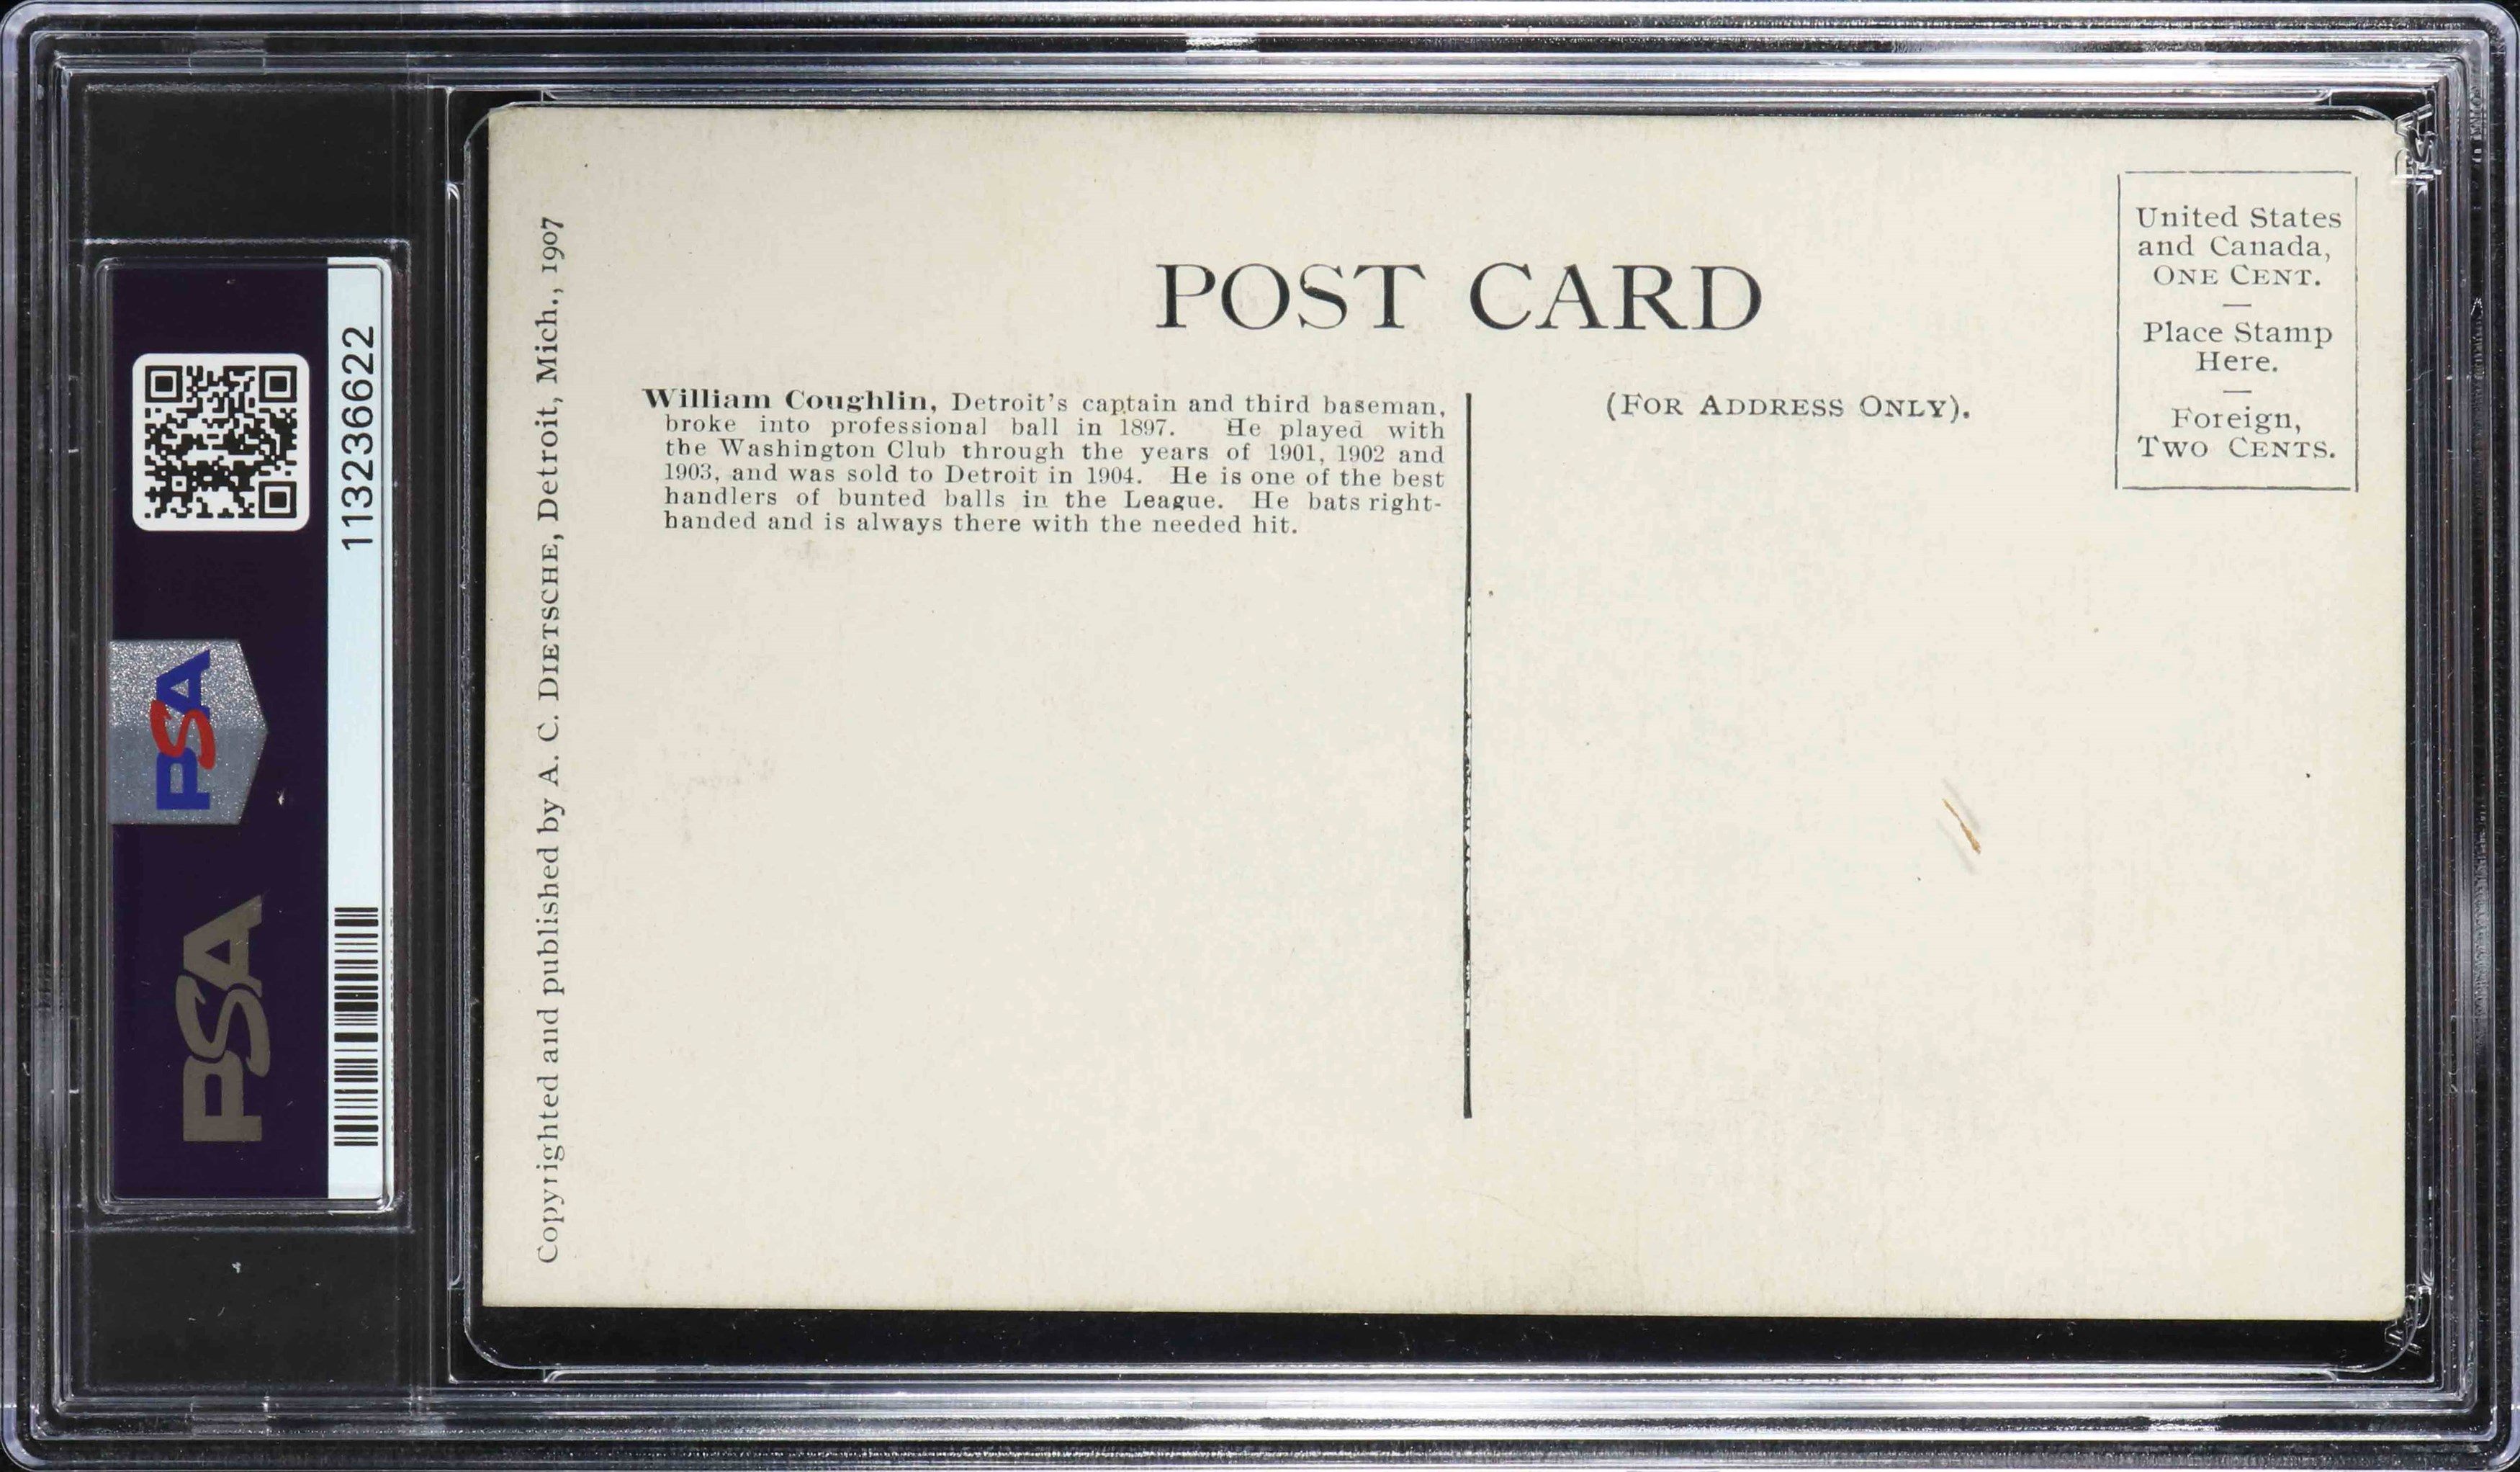 113236622
PSA
PSA
Copyrighted and published by A. C. DIETSCHE, Detroit, Mich., 1907
POST CARD
William Coughlin, Detroit's captain and third baseman,
broke into professional ball in 1897. He played with
the Washington Club through the years of 1901, 1902 and
1903, and was sold to Detroit in 1904. He is one of the best
handlers of bunted balls in the League. He bats right-
handed and is always there with the needed hit.
(FOR ADDRESS ONLY).
United States
and Canada,
ONE CENT.
Place Stamp
Here.
Foreign,
TWO CENTS.
PSA